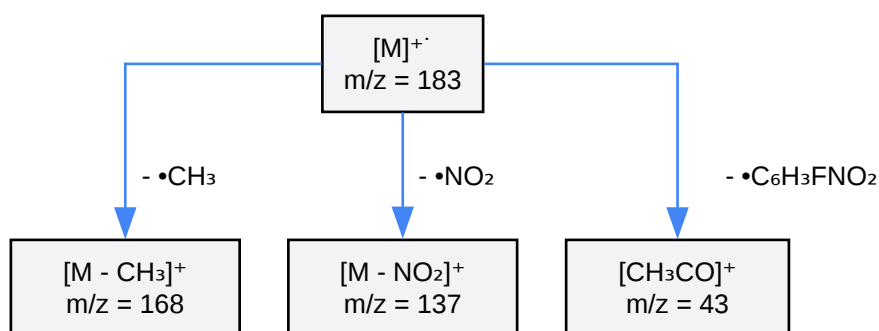 [M]⁺˙
m/z = 183
- •CH₃
- •NO₂
- •C₆H₃FNO₂
[M - CH₃]⁺
m/z = 168
[M - NO₂]⁺
m/z = 137
[CH₃CO]⁺
m/z = 43